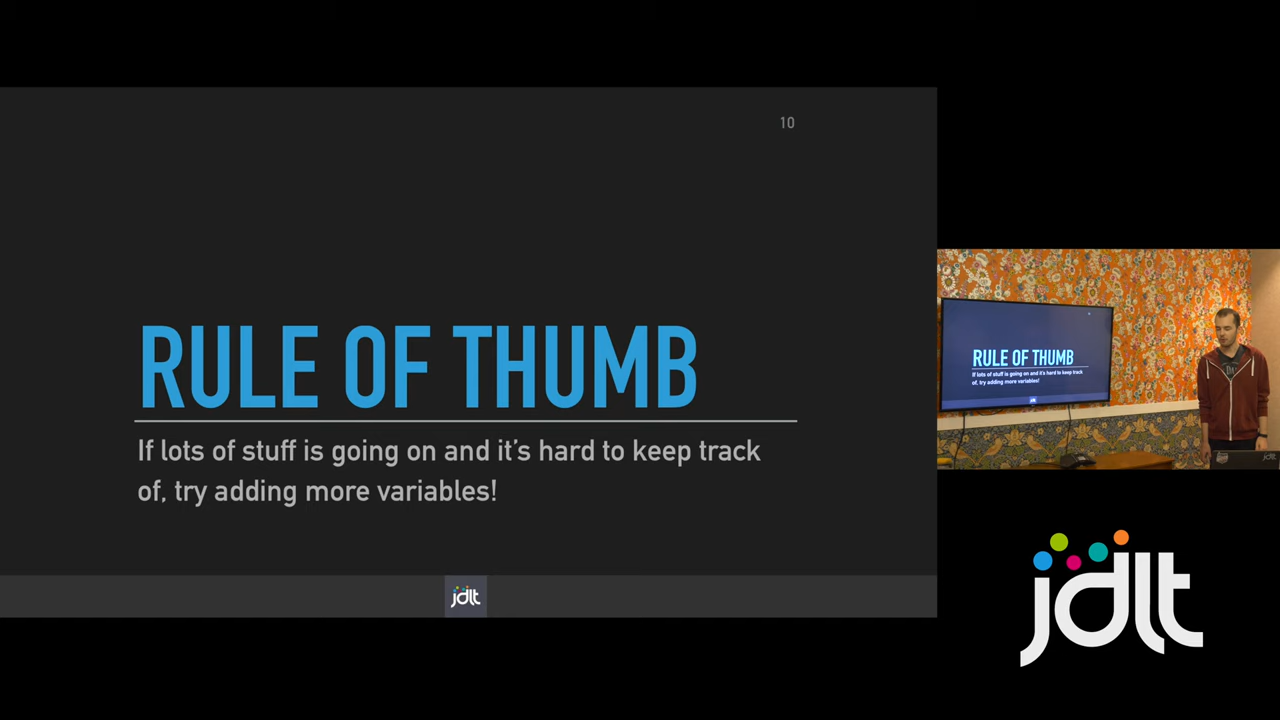 10
RULE OF THUMB
If lots of stuff is going on and it's hard to keep track
of, try adding more variables!
jdlt
RULE OF THUMB
If lots of stuff is going on and it's hard to keep track
of, try adding more variables!
jdlt
jdlt